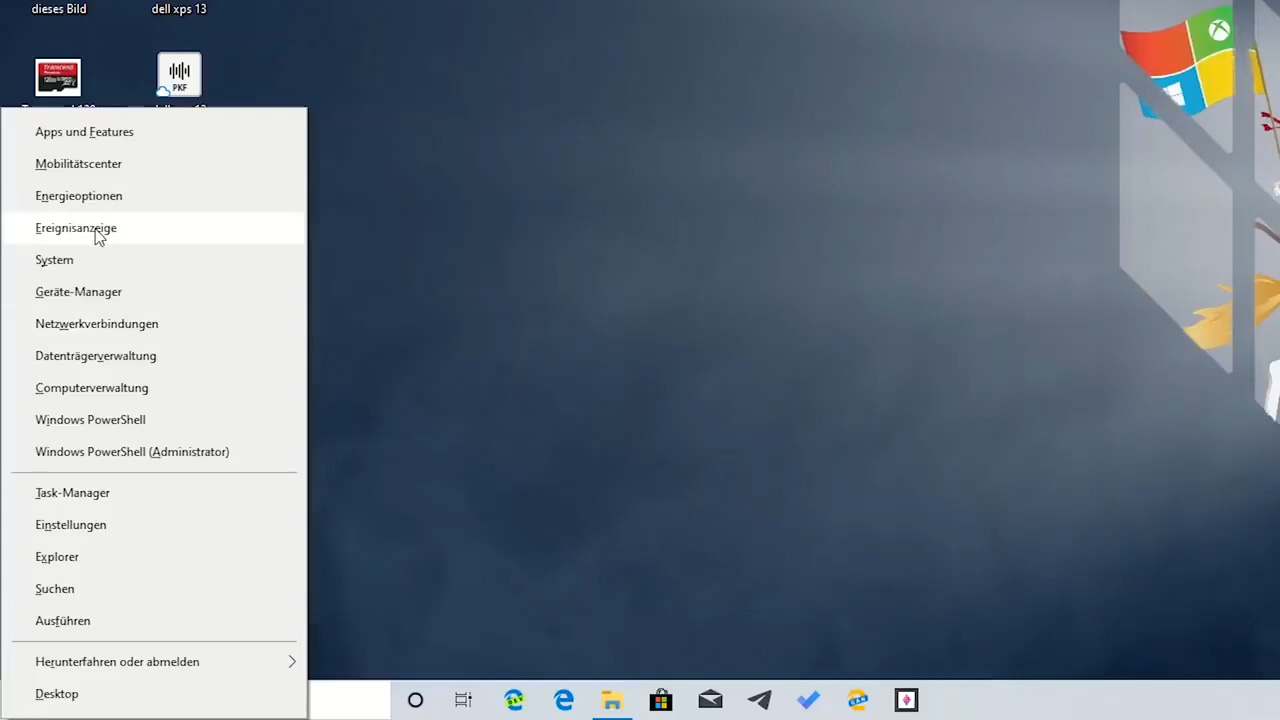 dieses Bild
dell xps 13
PKF
Apps und Features
Mobilitätscenter
Energieoptionen
Ereignisanzeige
System
Geräte-Manager
Netzwerkverbindungen
Datenträgerverwaltung
Computerverwaltung
Windows PowerShell
Windows PowerShell (Administrator)
Task-Manager
Einstellungen
Explorer
Suchen
Ausführen
Herunterfahren oder abmelden
Desktop